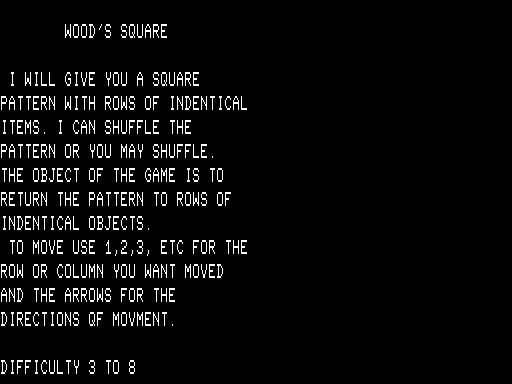 WOOD'S SQUARE
I WILL GIVE YOU A SQUARE
PATTERN WITH ROWS OF INDENTICAL
ITEMS. I CAN SHUFFLE THE
PATTERN OR YOU MAY SHUFFLE.
THE OBJECT OF THE GAME IS TO
RETURN THE PATTERN TO ROWS OF
INDENTICAL OBJECTS.
TO MOVE USE 1,2,3, ETC FOR THE
ROW OR COLUMN YOU WANT MOVED
AND THE ARROWS FOR THE
DIRECTIONS OF MOVMENT.
DIFFICULTY 3 TO 8